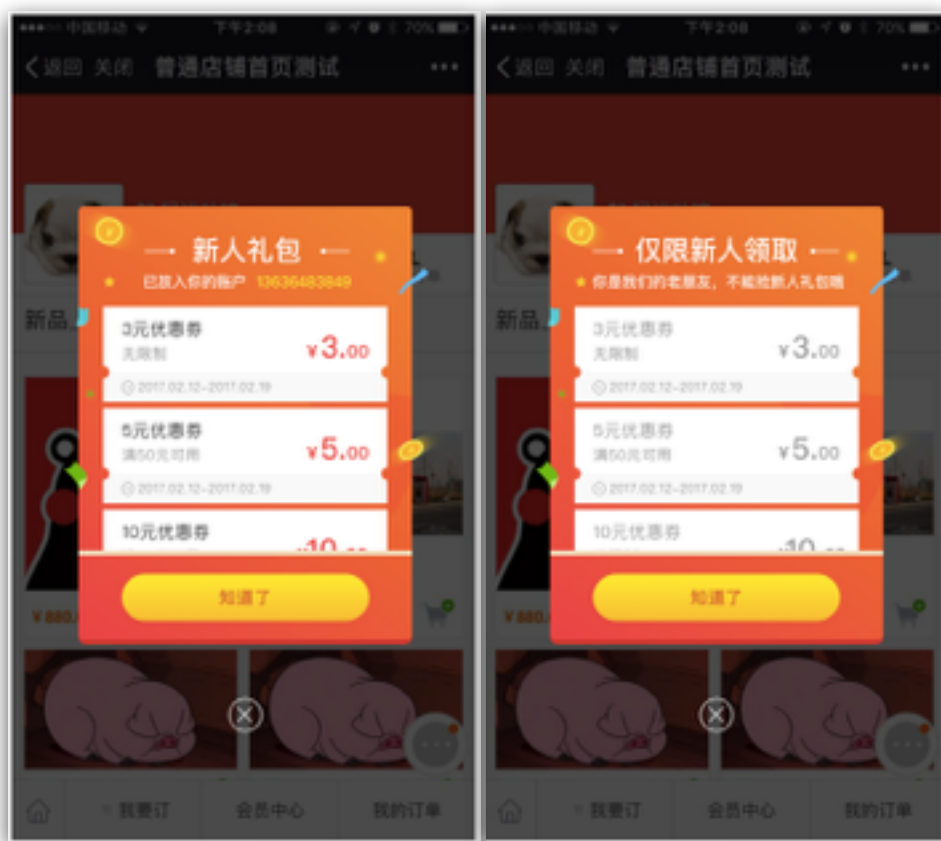 中国移动 下午2:08 70%
返回 关闭 普通店铺首页测试
新人礼包
已放入你的账户 13636483849
新品
3元优惠券
无限制
¥3.00
2017.02.12-2017.02.19
5元优惠券
满50元可用
¥5.00
2017.02.12-2017.02.19
10元优惠券
知道了
¥880.
我要订 会员中心 我的订单
中国移动 下午2:08 70%
返回 关闭 普通店铺首页测试
仅限新人领取
你是我们的老朋友，不能捡新人礼包哦
新品
3元优惠券
无限制
¥3.00
2017.02.12-2017.02.19
5元优惠券
满50元可用
¥5.00
2017.02.12-2017.02.19
10元优惠券
知道了
¥880.
我要订 会员中心 我的订单